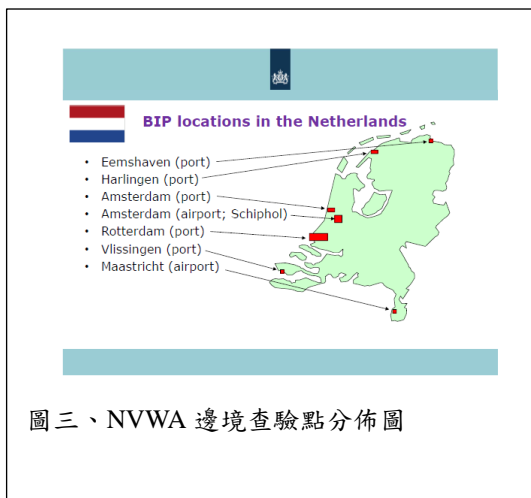 BIP locations in the Netherlands
• Eemshaven (port)
• Harlingen (port)
• Amsterdam (port)
• Amsterdam (airport; Schiphol)
• Rotterdam (port)
• Vlissingen (port)
• Maastricht (airport)
圖三、NVWA 邊境查驗點分佈圖